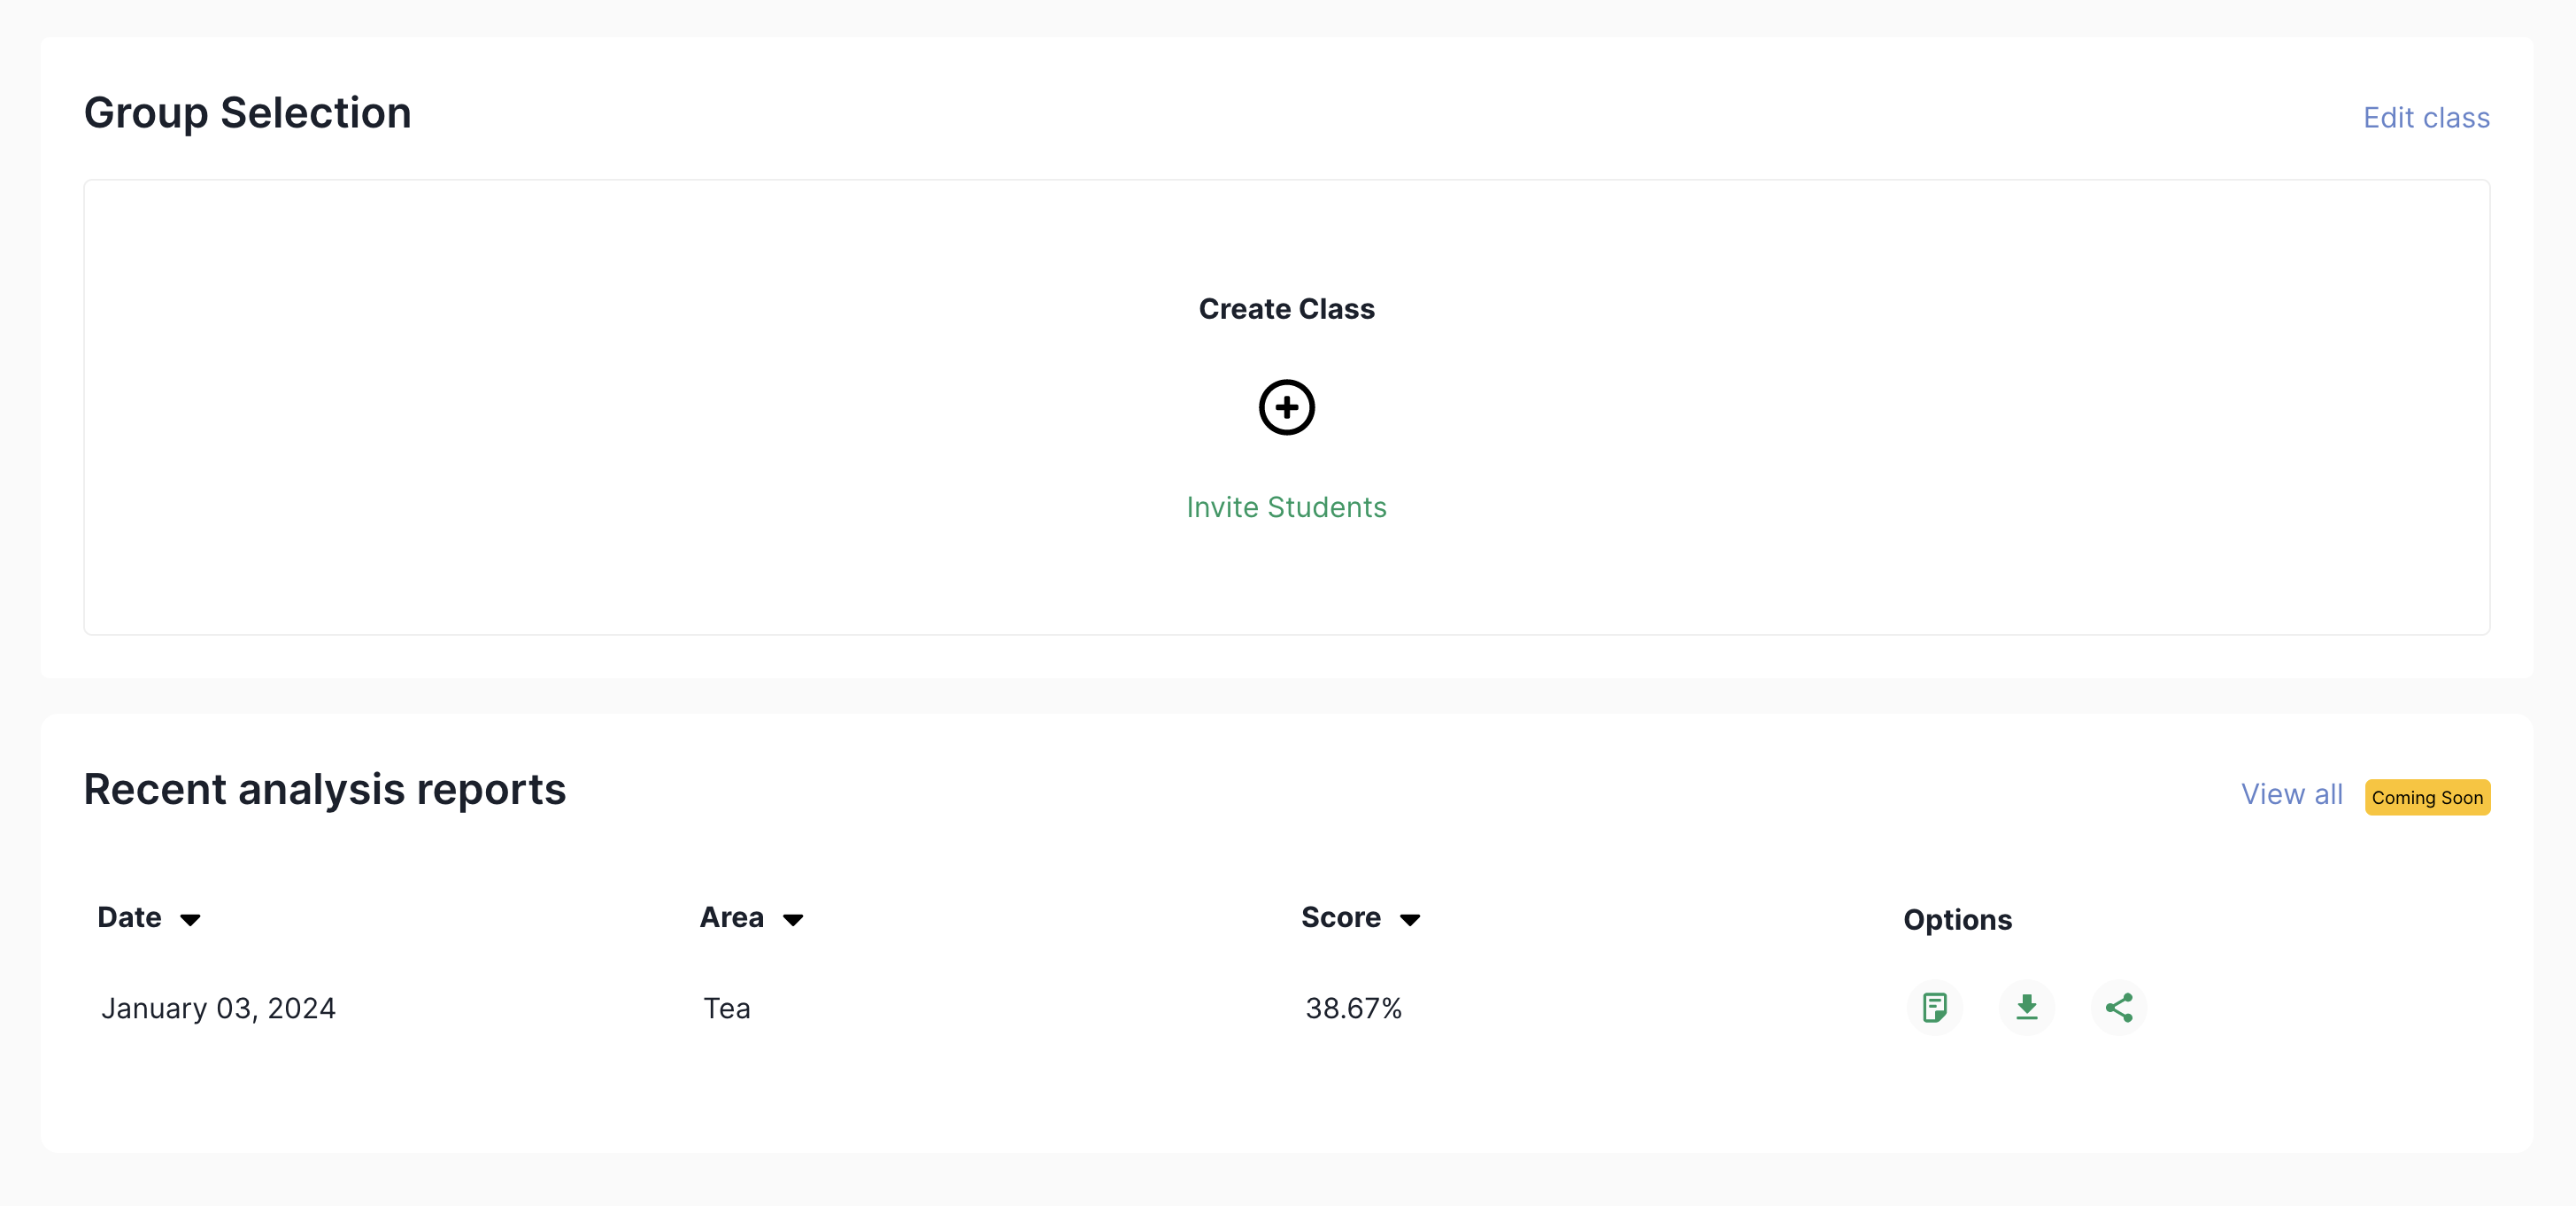 Group Selection
Edit class
Create Class
Invite Students
Recent analysis reports
View all Coming Soon
Date Area Score Options
January 03, 2024 Tea 38.67%